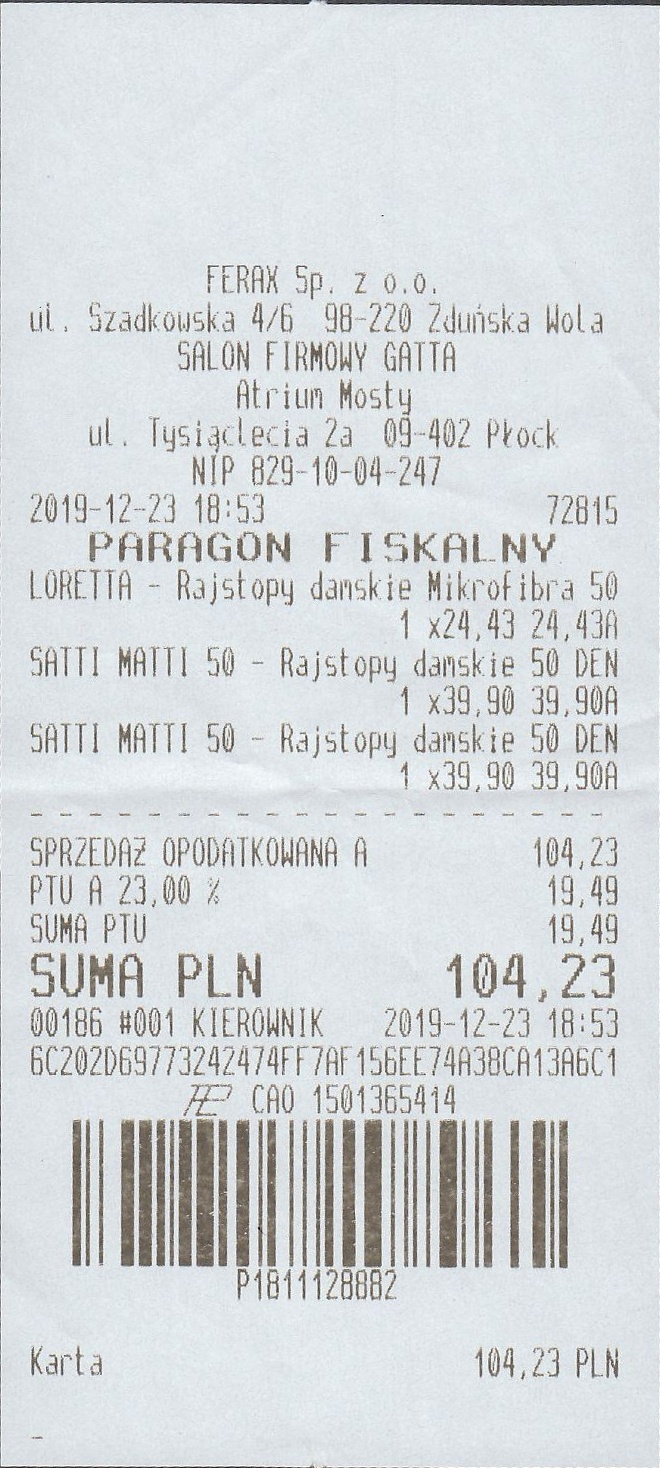 FERAX Sp. z o.o.
ul. Szadkowska 4/6 98-220 Zduńska Wola
SALON FIRMOWY GATTA
Atrium Mosty
ul. Tysiąclecia 2a 09-402 Płock
NIP 829-10-04-247
2019-12-23 18:53 72815
PARAGON FISKALNY
LORETTA - Rajstopy damskie Mikrofibra 50
1 x24,43 24,43A
SATTI MATTI 50 - Rajstopy damskie 50 DEN
1 x39,90 39,90A
SATTI MATTI 50 - Rajstopy damskie 50 DEN
1 x39,90 39,90A
- - - - - - - - - - - - - - - - - - - -
SPRZEDAŻ OPODATKOWANA A 104,23
PTU A 23,00 % 19,49
SUMA PTU 19,49
SUMA PLN 104,23
00186 #001 KIEROWNIK 2019-12-23 18:53
6C202D69773242474FF7AF156EE74A38CA13A6C1
CAO 1501365414
P1811128882
Karta 104,23 PLN